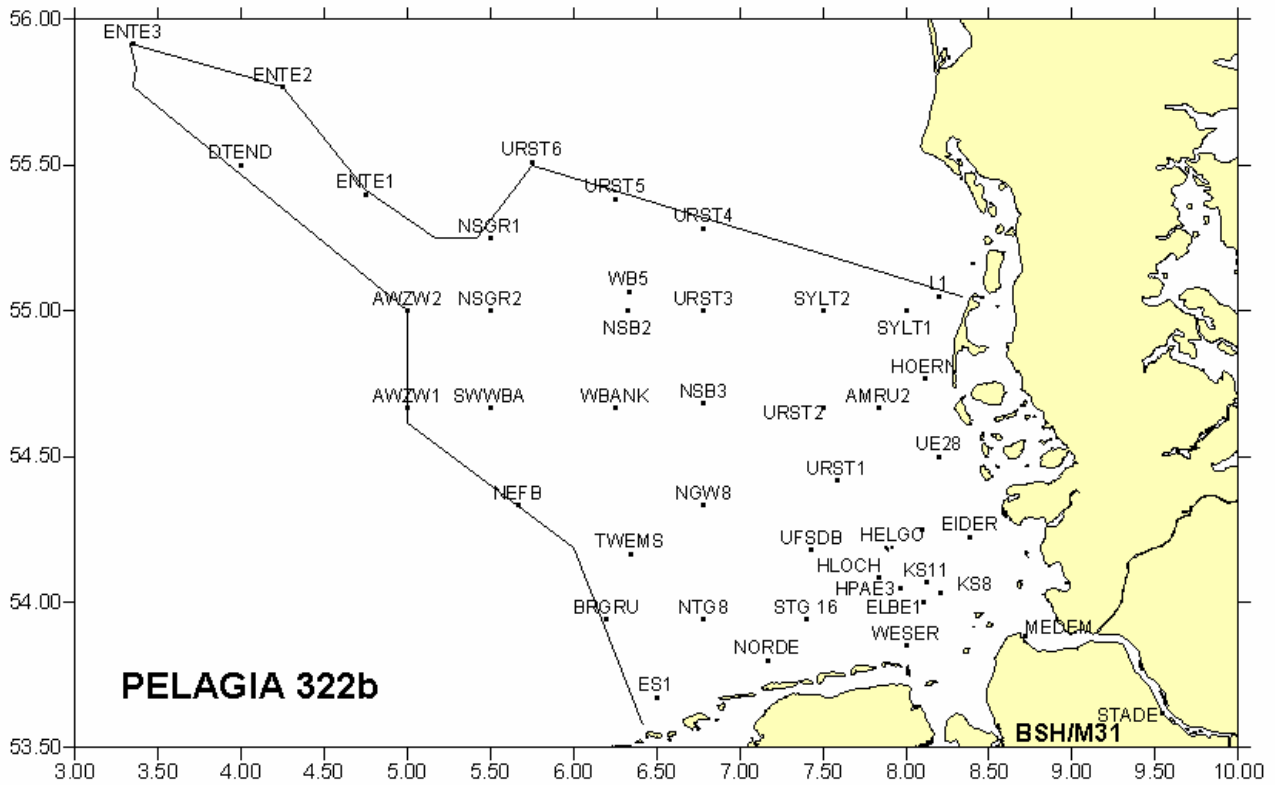 56.00
ENTE3
ENTE2
55.50
DTEND
URST6
ENTE1
URST5
NSGR1
URST4
WB5
L1
55.00
AWZW2
NSGR2
URST3
SYLT2
NSB2
SYLT1
HOERN
AWZW1
SWWBA
WBANK
NSB3
AMRU2
URST2
54.50
UE28
URST1
NEFB
NGW8
TWEMS
UFSDB
HELGO
EIDER
HLOCH
KS11
HPAE3
KS8
54.00
BRGRU
NTG8
STG 16
ELBE1
WESER
MEDEM
NORDE
PELAGIA 322b
ES1
STADE
BSH/M31
53.50
3.00 3.50 4.00 4.50 5.00 5.50 6.00 6.50 7.00 7.50 8.00 8.50 9.00 9.50 10.00